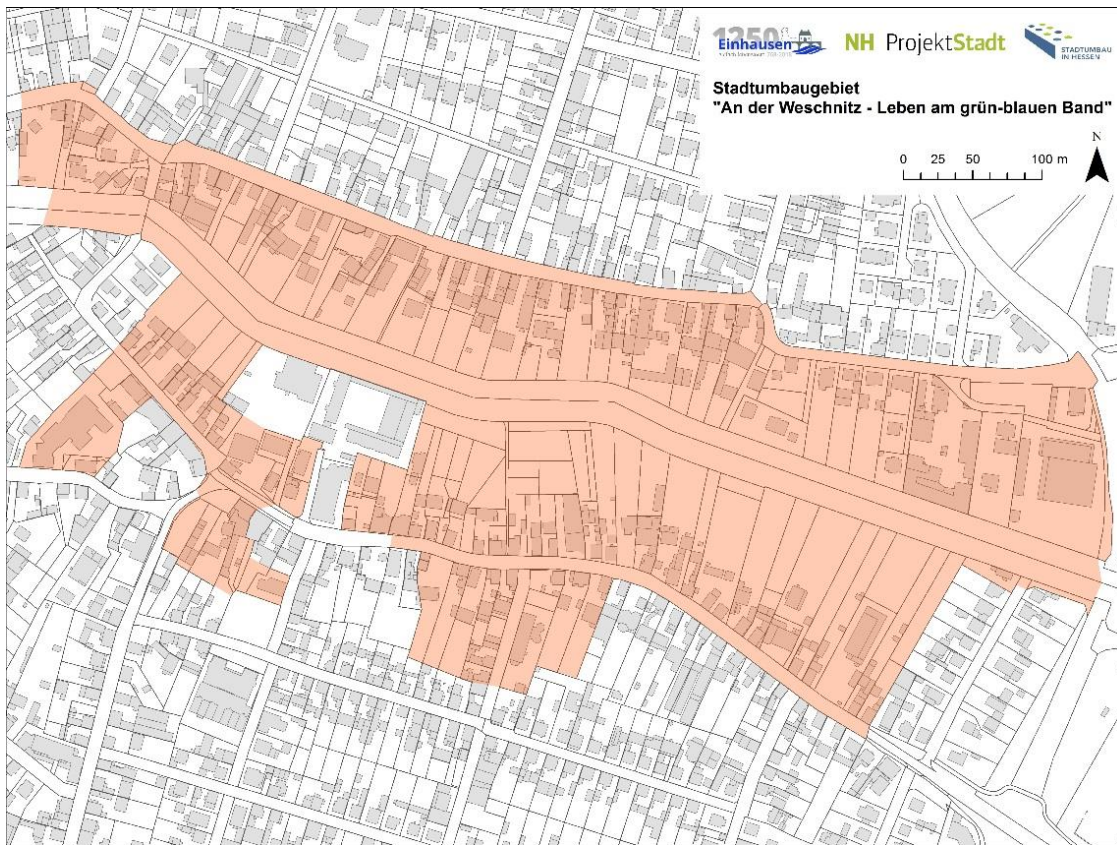 1250
Einhausen
NH ProjektStadt
STADTUMBAU
IN HESSEN
Stadtumbaugebiet
"An der Weschnitz - Leben am grün-blauen Band"
N
0 25 50 100 m